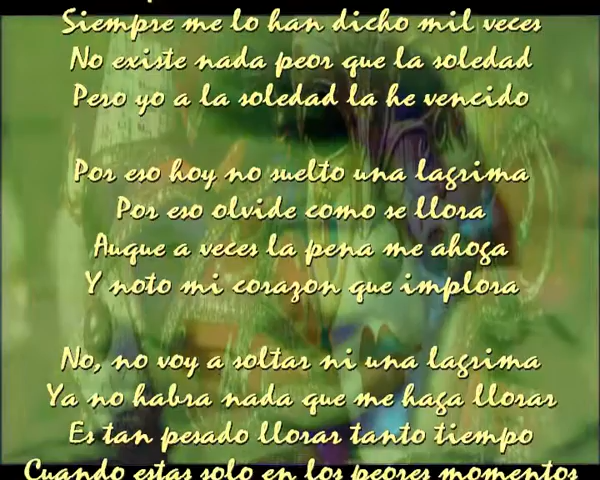 Siempre me lo han dicho mil veces
No existe nada peor que la soledad
Pero yo a la soledad la he vencido
Por eso hoy no suelto una lagrima
Por eso olvide como se llora
Auque a veces la pena me ahoga
Y noto mi corazon que implora
No, no voy a soltar ni una lagrima
Ya no habra nada que me haga llorar
Es tan pesado llorar tanto tiempo
Cuando estas solo en los peores momentos